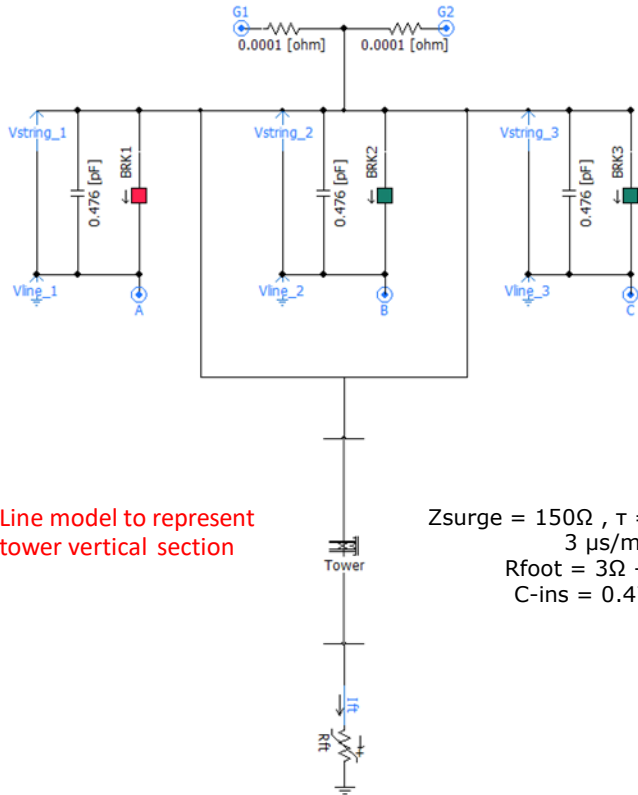 G1
G2
0.0001 [ohm]
0.0001 [ohm]
Vstring_1
0.476 [pF]
BRK1
Vstring_2
0.476 [pF]
BRK2
Vstring_3
0.476 [pF]
BRK3
Vline_1
A
Vline_2
B
Vline_3
C
Line model to represent
tower vertical section
Zsurge = 150Ω , τ =
3 μs/m
Rfoot = 3Ω -
C-ins = 0.4
Tower
Ift
Rft